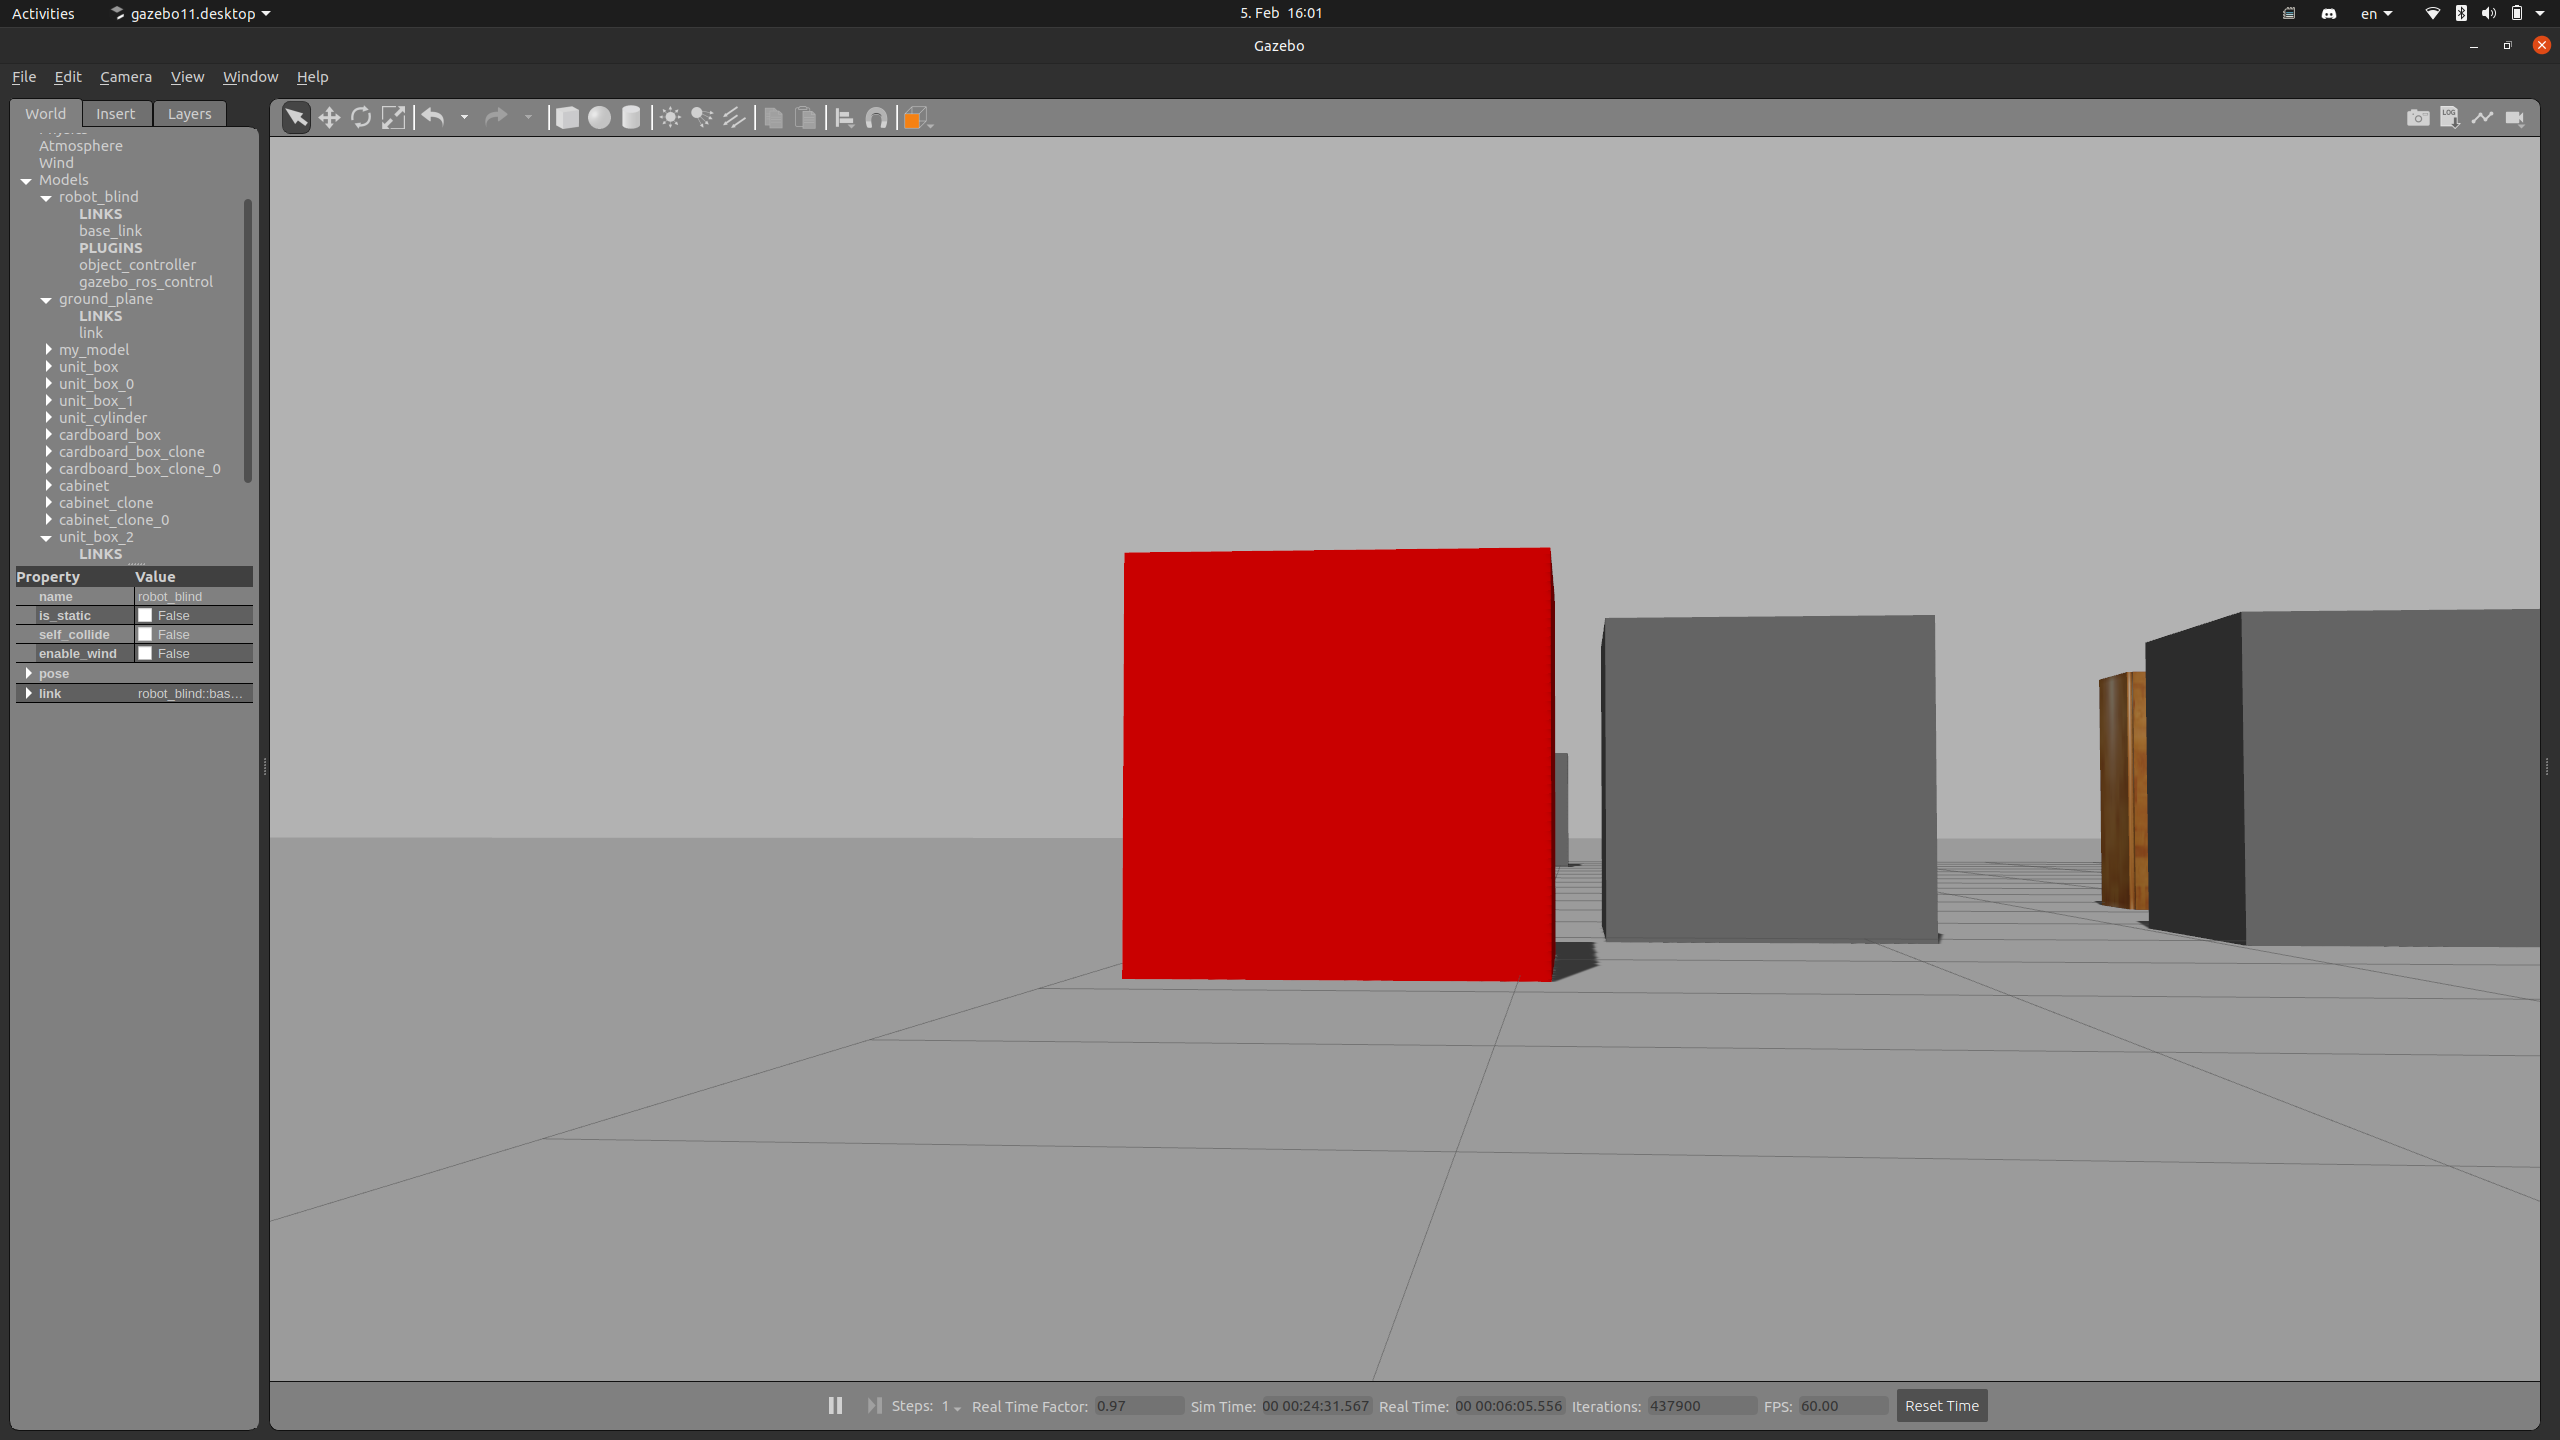 Activities gazebo11.desktop 5. Feb 16:01 en
Gazebo
File Edit Camera View Window Help
World Insert Layers
Atmosphere
Wind
Models
robot_blind
LINKS
base_link
PLUGINS
object_controller
gazebo_ros_control
ground_plane
LINKS
link
my_model
unit_box
unit_box_0
unit_box_1
unit_cylinder
cardboard_box
cardboard_box_clone
cardboard_box_clone_0
cabinet
cabinet_clone
cabinet_clone_0
unit_box_2
LINKS
Property Value
name robot_blind
is_static False
self_collide False
enable_wind False
pose
link robot_blind::bas...
LOG
Steps: 1 Real Time Factor: 0.97 Sim Time: 00 00:24:31.567 Real Time: 00 00:06:05.556 Iterations: 437900 FPS: 60.00 Reset Time